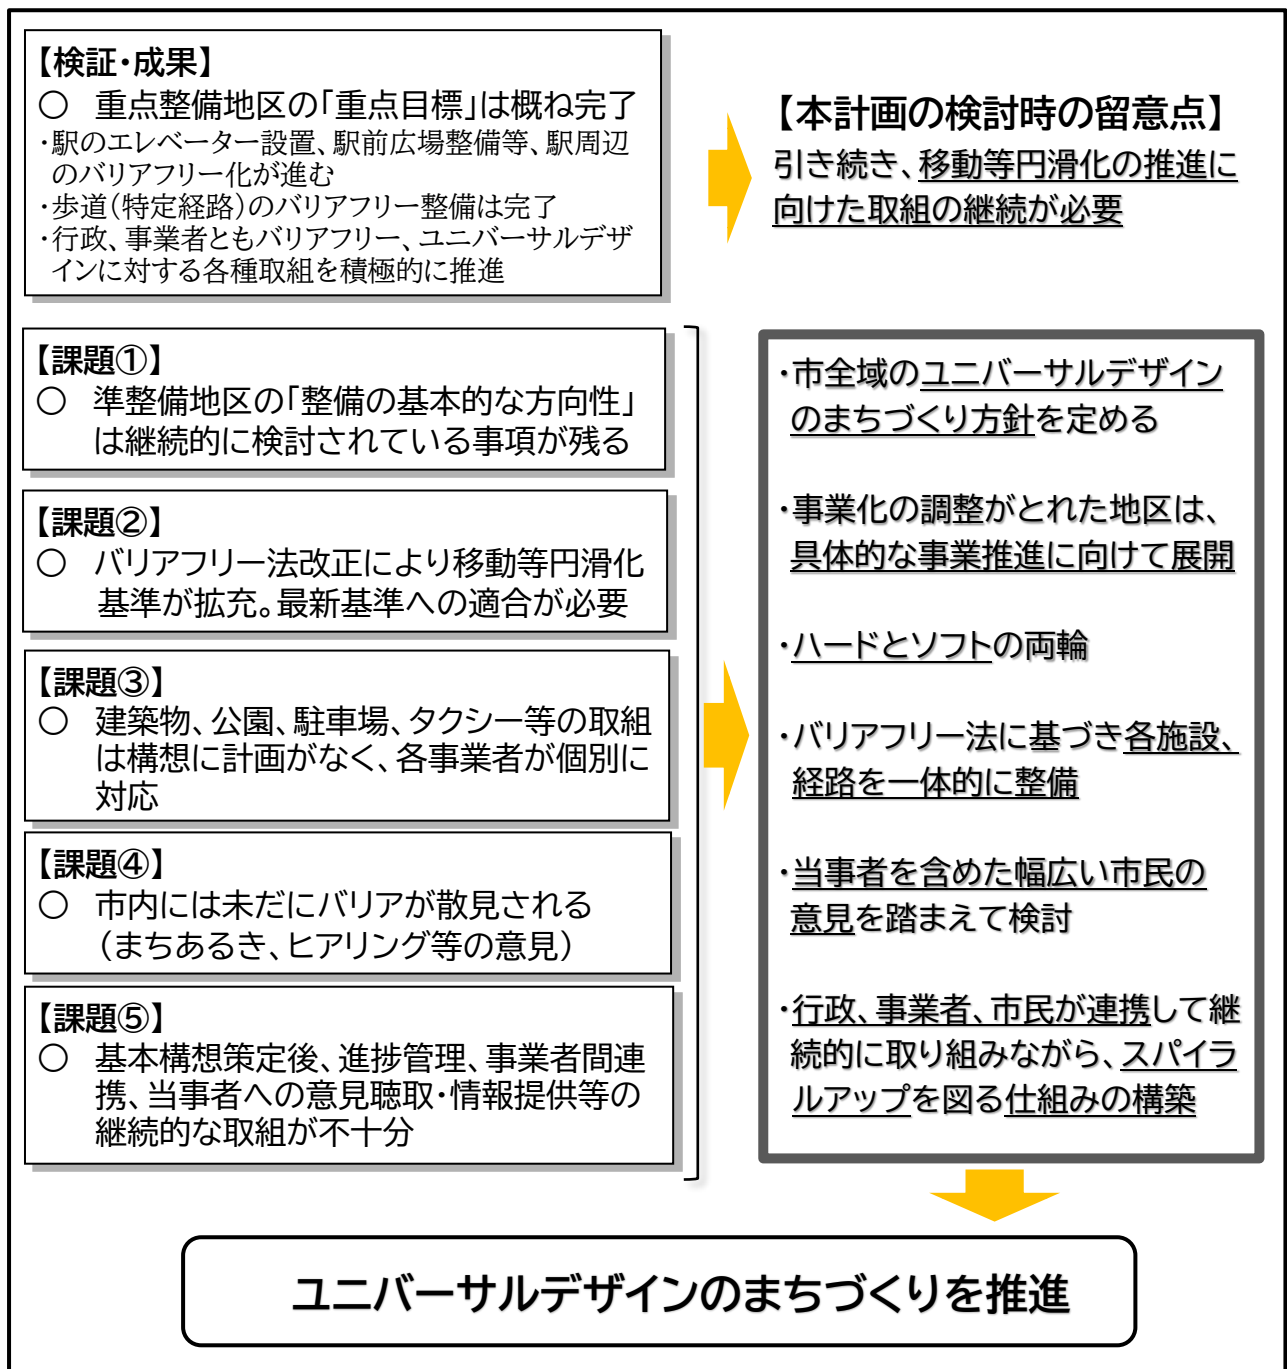 【検証・成果】
○ 重点整備地区の「重点目標」は概ね完了
・駅のエレベーター設置、駅前広場整備等、駅周辺
のバリアフリー化が進む
・歩道(特定経路)のバリアフリー整備は完了
・行政、事業者ともバリアフリー、ユニバーサルデザ
インに対する各種取組を積極的に推進
【本計画の検討時の留意点】
引き続き、移動等円滑化の推進に
向けた取組の継続が必要
【課題①】
○ 準整備地区の「整備の基本的な方向性」
は継続的に検討されている事項が残る
【課題②】
○ バリアフリー法改正により移動等円滑化
基準が拡充。最新基準への適合が必要
【課題③】
○ 建築物、公園、駐車場、タクシー等の取組
は構想に計画がなく、各事業者が個別に
対応
【課題④】
○ 市内には未だにバリアが散見される
(まちあるき、ヒアリング等の意見)
【課題⑤】
○ 基本構想策定後、進捗管理、事業者間連
携、当事者への意見聴取・情報提供等の
継続的な取組が不十分
・市全域のユニバーサルデザイン
のまちづくり方針を定める
・事業化の調整がとれた地区は、
具体的な事業推進に向けて展開
・ハードとソフトの両輪
・バリアフリー法に基づき各施設、
経路を一体的に整備
・当事者を含めた幅広い市民の
意見を踏まえて検討
・行政、事業者、市民が連携して継
続的に取り組みながら、スパイラ
ルアップを図る仕組みの構築
ユニバーサルデザインのまちづくりを推進